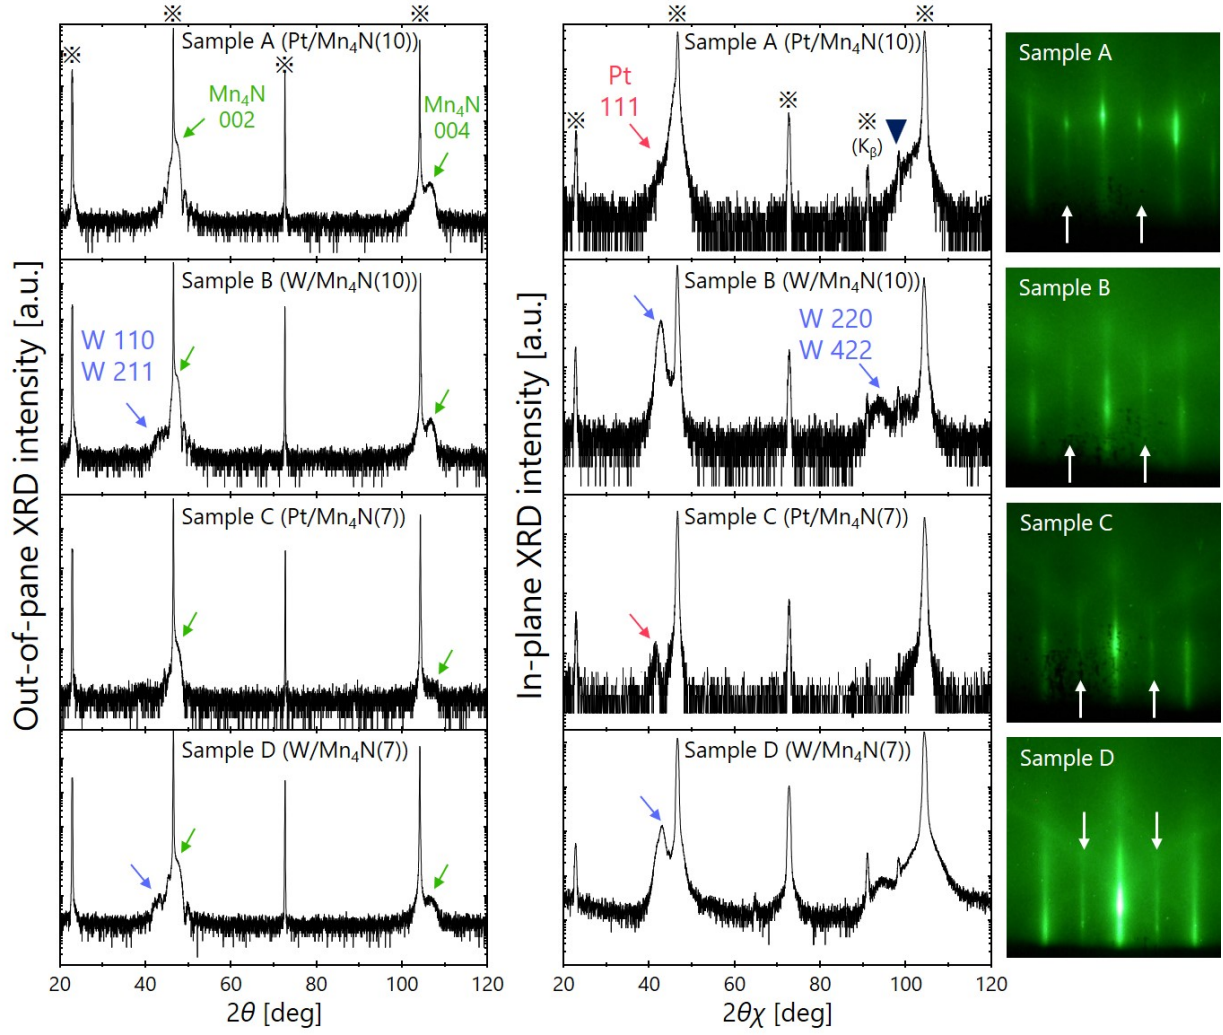 ※ ※ ※ ※
Sample A (Pt/Mn₄N(10))
※ ※
Mn₄N
002
Mn₄N
004
Sample B (W/Mn₄N(10))
W 110
W 211
Sample C (Pt/Mn₄N(7))
Sample D (W/Mn₄N(7))
20 40 60 80 100 120
2θ [deg]
Out-of-pane XRD intensity [a.u.]
Sample A (Pt/Mn₄N(10))
Pt
111
※ ※ ※
(Kβ)
Sample B (W/Mn₄N(10))
W 220
W 422
Sample C (Pt/Mn₄N(7))
Sample D (W/Mn₄N(7))
20 40 60 80 100 120
2θχ [deg]
In-plane XRD intensity [a.u.]
Sample A
Sample B
Sample C
Sample D